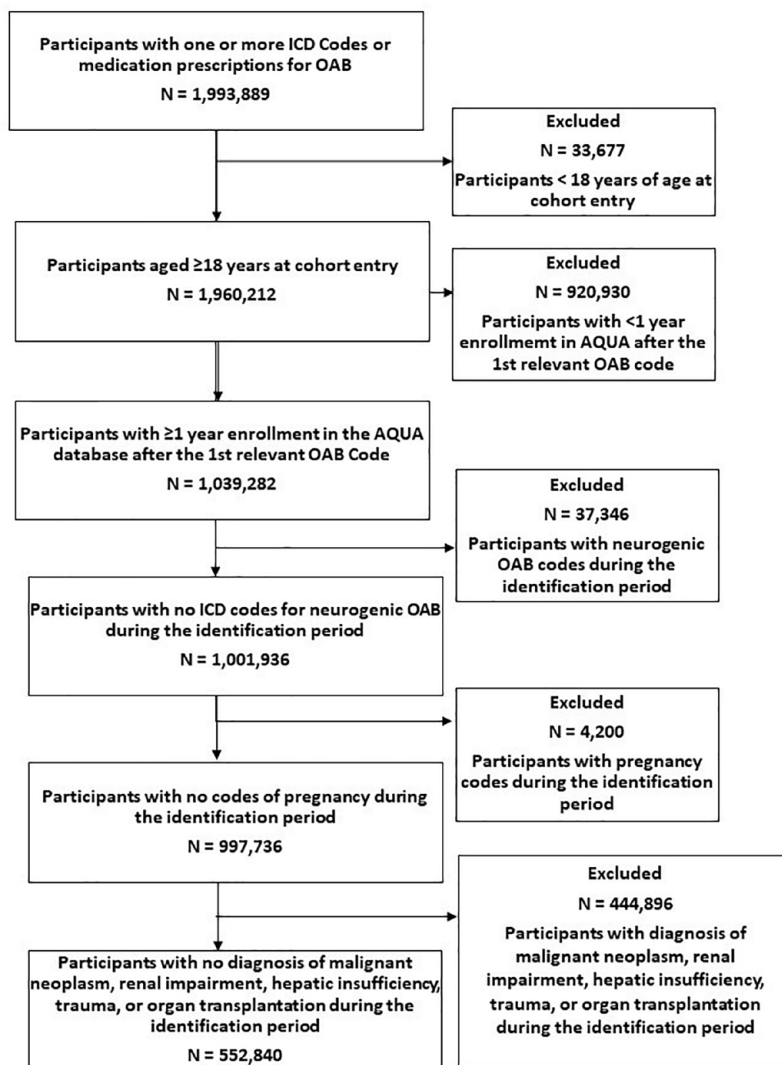 Participants with one or more ICD Codes or
medication prescriptions for OAB
N = 1,993,889
Excluded
N = 33,677
Participants < 18 years of age at
cohort entry
Participants aged ≥18 years at cohort entry
N = 1,960,212
Excluded
N = 920,930
Participants with <1 year
enrollmemt in AQUA after the
1st relevant OAB code
Participants with ≥1 year enrollment in the AQUA
database after the 1st relevant OAB Code
N = 1,039,282
Excluded
N = 37,346
Participants with neurogenic
OAB codes during the
identification period
Participants with no ICD codes for neurogenic OAB
during the identification period
N = 1,001,936
Excluded
N = 4,200
Participants with pregnancy
codes during the identification
period
Participants with no codes of pregnancy during
the identification period
N = 997,736
Excluded
N = 444,896
Participants with diagnosis of
malignant neoplasm, renal
impairment, hepatic insufficiency,
trauma, or organ transplantation
during the identification period
Participants with no diagnosis of malignant
neoplasm, renal impairment, hepatic insufficiency,
trauma, or organ transplantation during the
identification period
N = 552,840